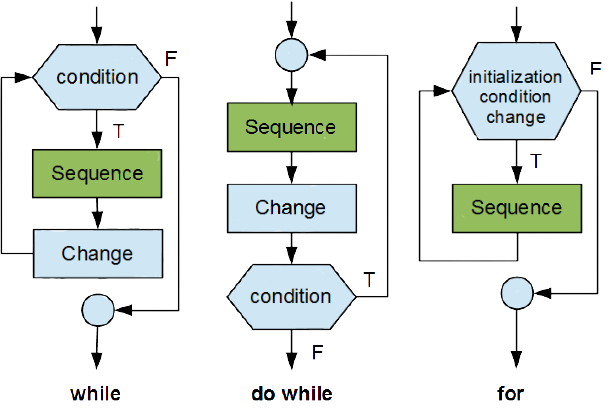 condition
F
T
Sequence
Change
while
Sequence
Change
condition
T
F
do while
initialization
condition
change
F
T
Sequence
for